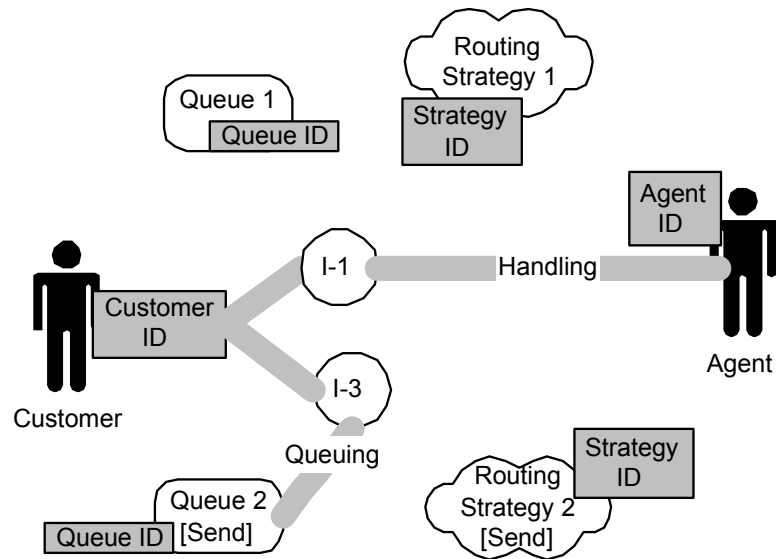 Routing
Strategy 1
Queue 1
Queue ID
Strategy
ID
Agent
ID
I-1
Handling
Customer
ID
Agent
I-3
Customer
Queuing
Strategy
ID
Routing
Strategy 2
[Send]
Queue 2
[Send]
Queue ID